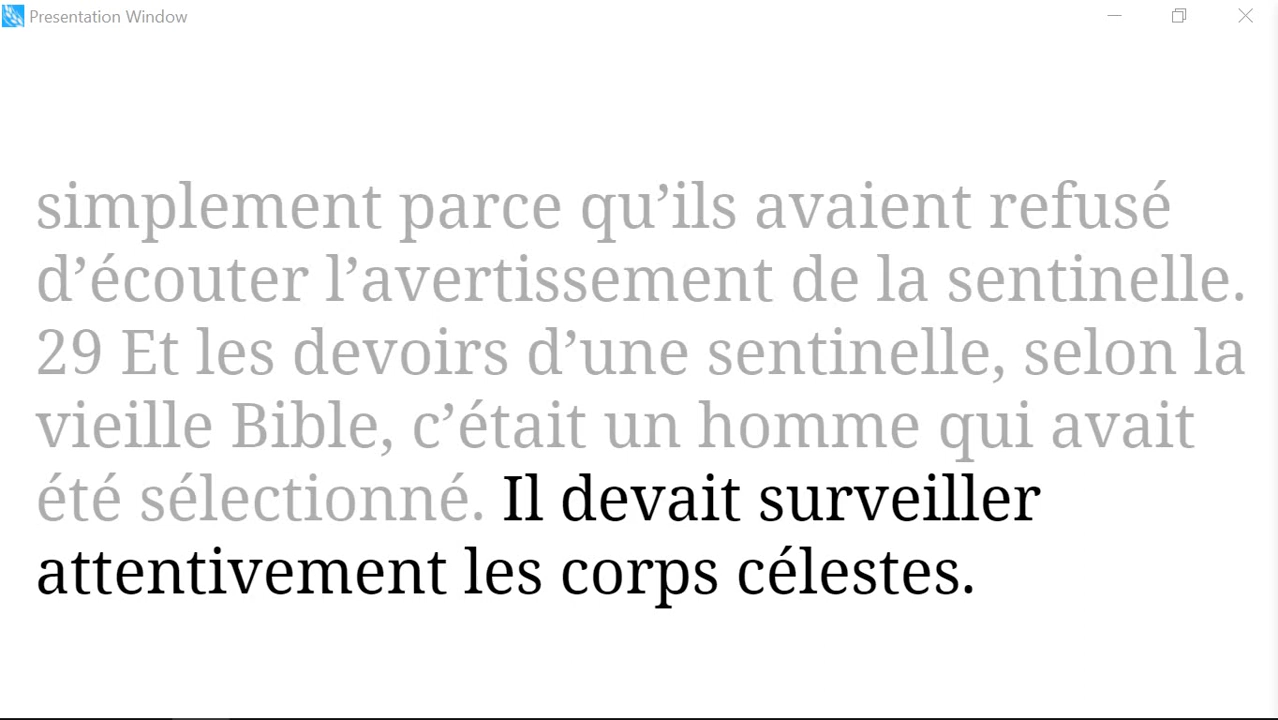 Presentation Window
simplement parce qu’ils avaient refusé
d’écouter l’avertissement de la sentinelle.
29 Et les devoirs d’une sentinelle, selon la
vieille Bible, c’était un homme qui avait
été sélectionné. Il devait surveiller
attentivement les corps célestes.